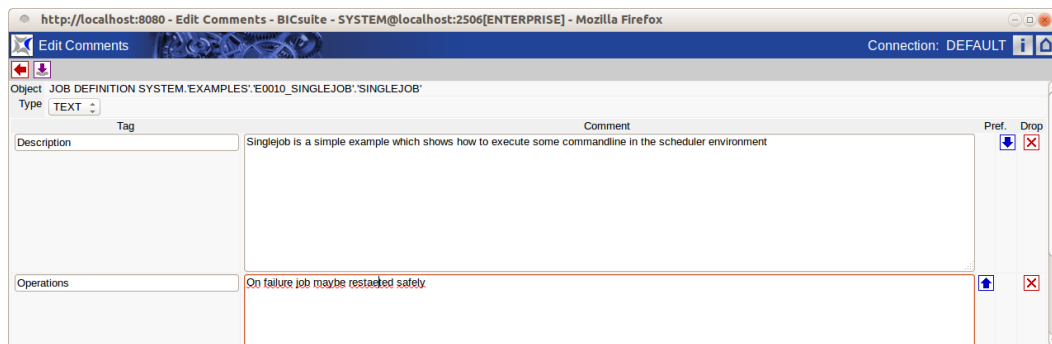 http://localhost:8080 - Edit Comments - BICsuite - SYSTEM@localhost:2506[ENTERPRISE] - Mozilla Firefox
Edit Comments Connection: DEFAULT
Object JOB DEFINITION SYSTEM.'EXAMPLES'.'E0010_SINGLEJOB'.'SINGLEJOB'
Type TEXT
Tag Comment Pref. Drop
Description Singlejob is a simple example which shows how to execute some commandline in the scheduler environment
Operations On failure job maybe restaeted safely